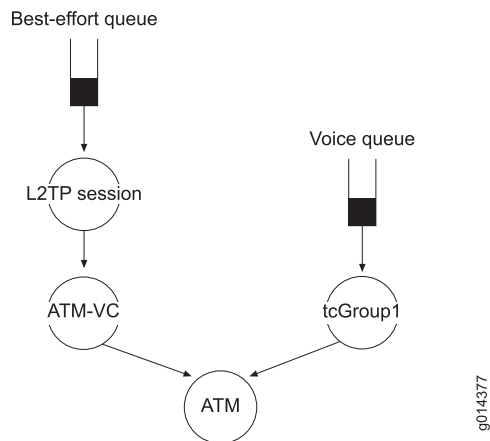 Best-effort queue
Voice queue
L2TP session
ATM-VC
tcGroup1
ATM
g014377